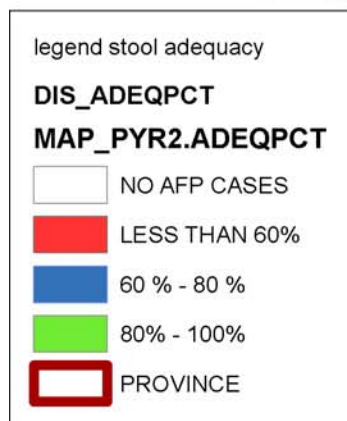 legend stool adequacy
DIS_ADEQPCT
MAP_PYR2.ADEQPCT
NO AFP CASES
LESS THAN 60%
60 % - 80 %
80% - 100%
PROVINCE